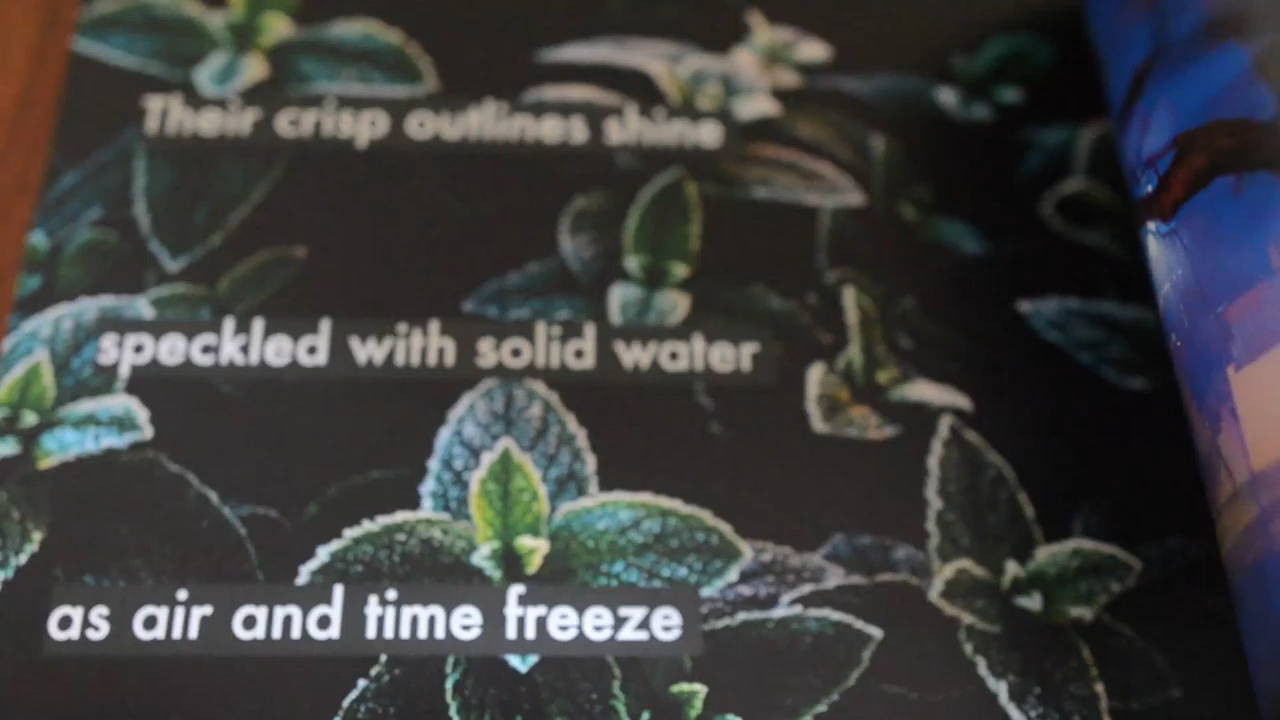 Their crisp outlines shine
speckled with solid water
as air and time freeze